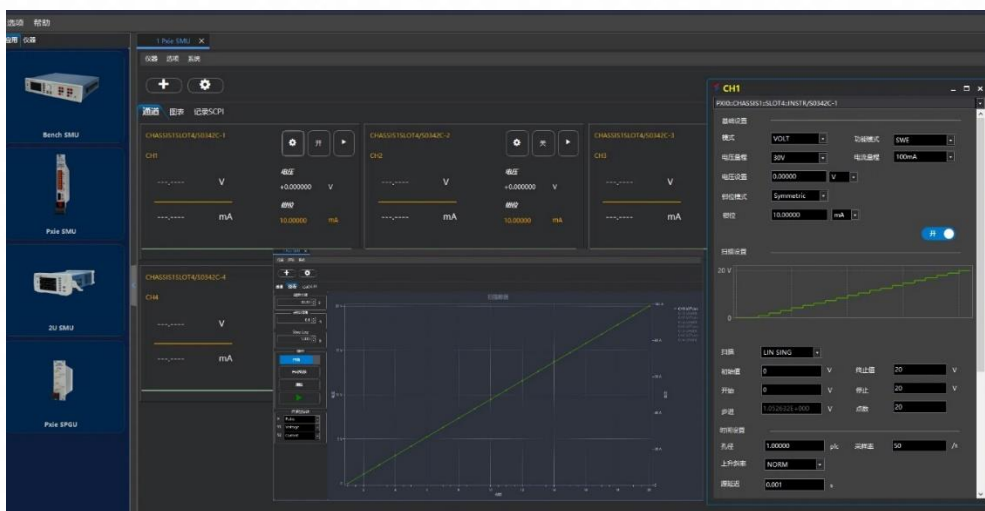 选项 帮助
应用 仪器
1 Pxie SMU ×
仪器 选项 系统
通道 图表 记录SCPI
Bench SMU
Pxie SMU
2U SMU
Pxie SPGU
CHASSIS1SLOT4/S0342C-1
CH1
开
---.---- V
---.---- mA
电压
+0.000000 V
钳位
10.00000 mA
CHASSIS1SLOT4/S0342C-2
CH2
关
---.---- V
---.---- mA
电压
+0.000000 V
钳位
10.00000 mA
CHASSIS1SLOT4/S0342C-3
CH3
---.---- V
---.---- mA
CHASSIS1SLOT4/S0342C-4
CH4
---.---- V
---.---- mA
CH1
PXI0::CHASSIS1::SLOT4::INSTR/S0342C-1
基础设置
模式 VOLT 功能模式 SWE
电压量程 30V 电流量程 100mA
电压设置 0.00000 V
钳位模式 Symmetric
钳位 10.00000 mA
开
扫描设置
20 V
0
扫描 LIN SING
初始值 0 V 终止值 20 V
开始 0 V 停止 20 V
步进 1.052632E+000 V 点数 20
时间设置
孔径 1.00000 plc 采样率 50 /s
上升斜率 NORM
源延迟 0.001 s